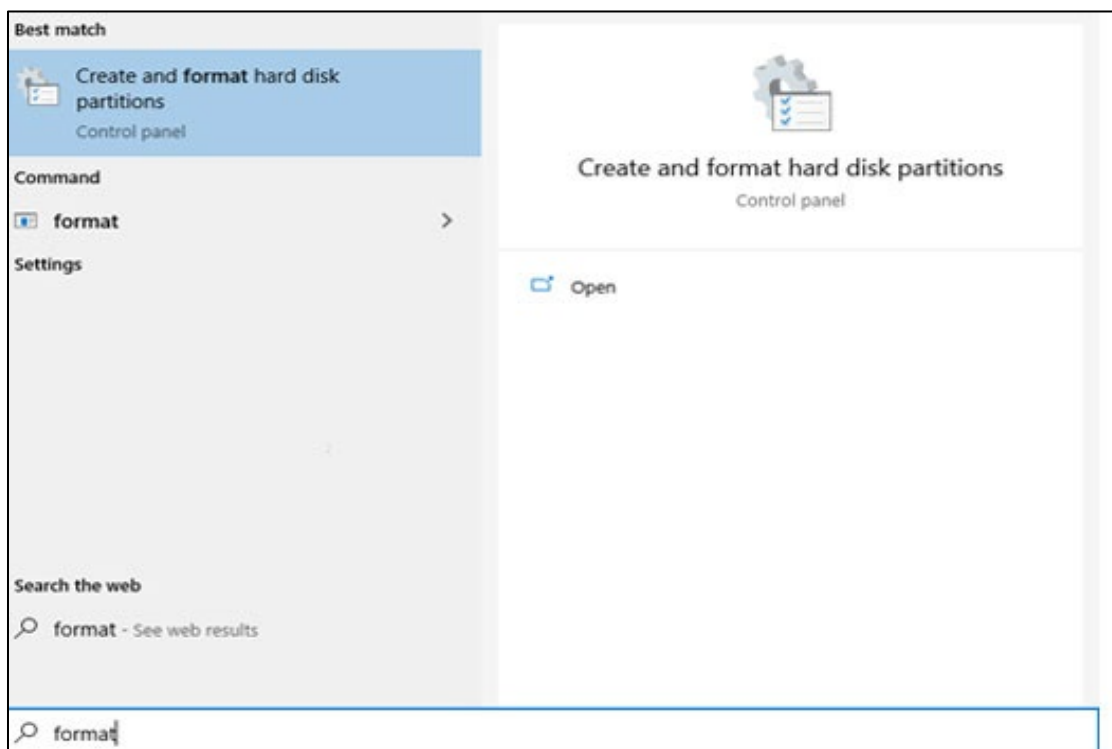 Best match
Create and format hard disk
partitions
Control panel
Command
format
Settings
Search the web
format - See web results
format
Create and format hard disk partitions
Control panel
Open